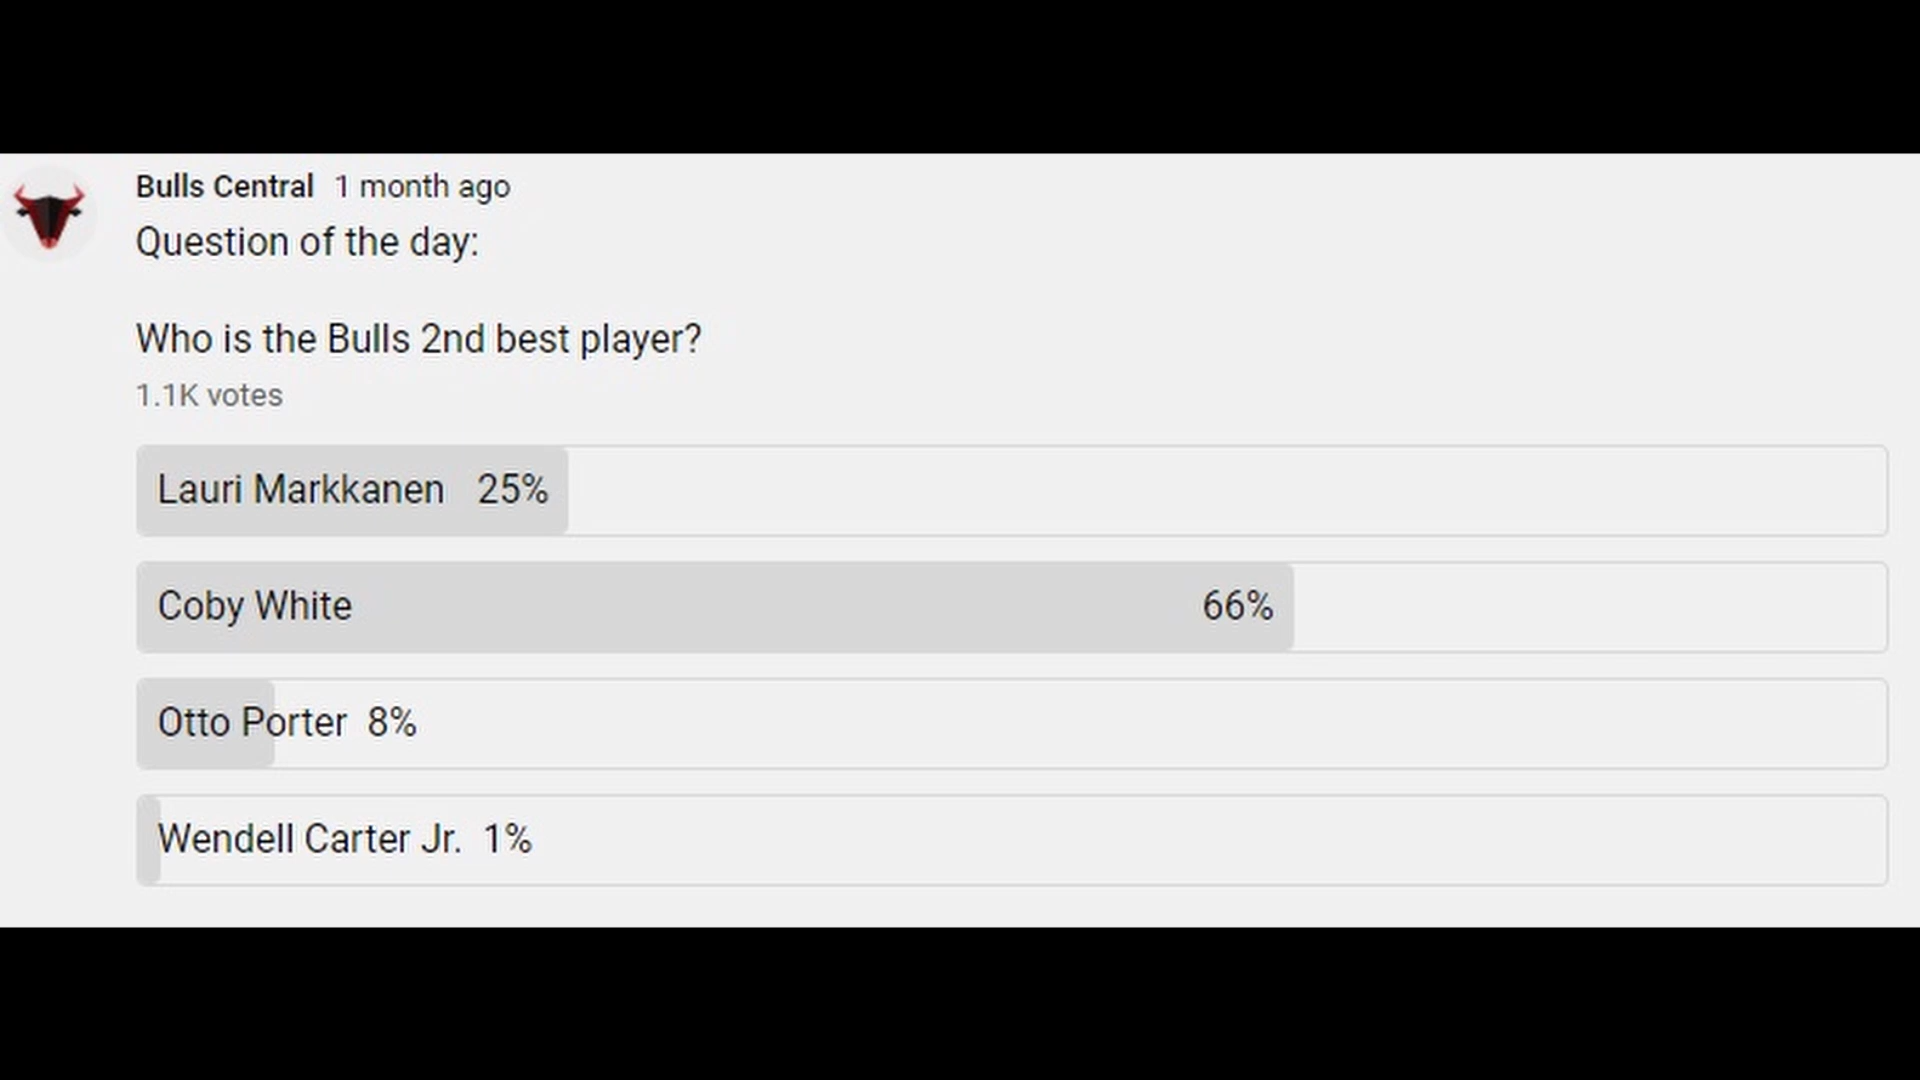 Bulls Central 1 month ago
Question of the day:
Who is the Bulls 2nd best player?
1.1K votes
Lauri Markkanen 25%
Coby White 66%
Otto Porter 8%
Wendell Carter Jr. 1%